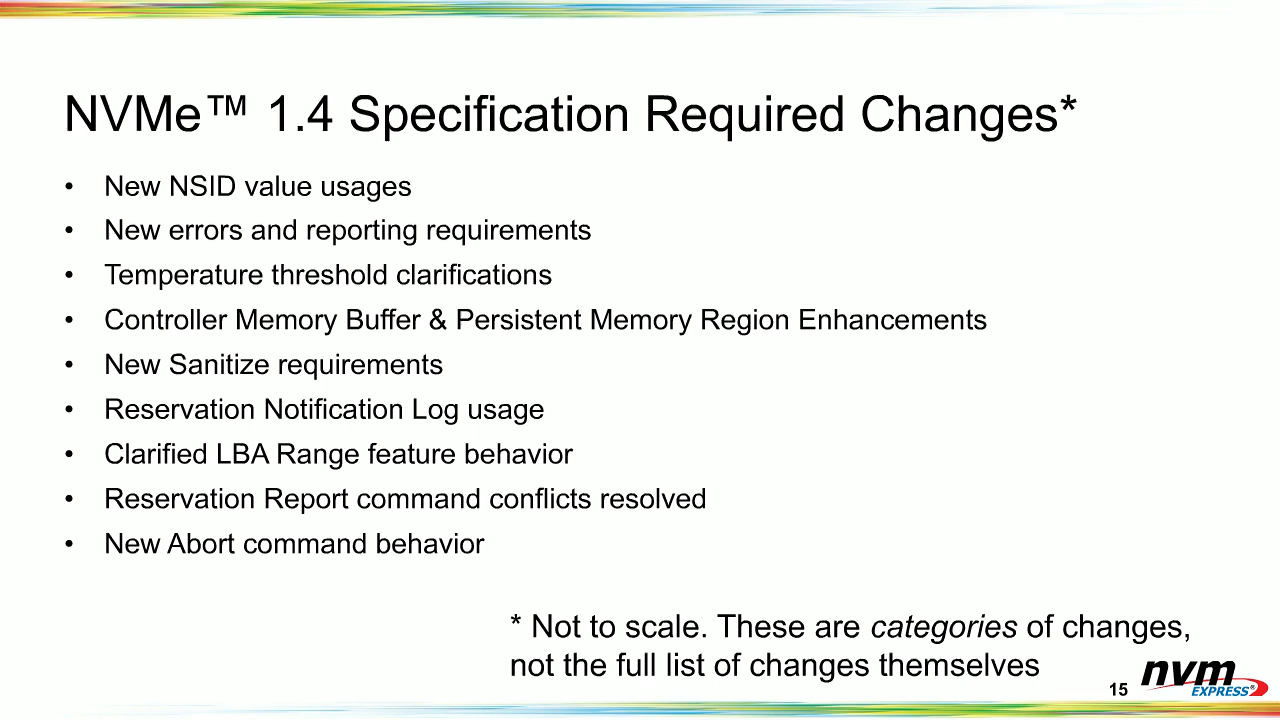 NVMe™ 1.4 Specification Required Changes*
• New NSID value usages
• New errors and reporting requirements
• Temperature threshold clarifications
• Controller Memory Buffer & Persistent Memory Region Enhancements
• New Sanitize requirements
• Reservation Notification Log usage
• Clarified LBA Range feature behavior
• Reservation Report command conflicts resolved
• New Abort command behavior
* Not to scale. These are categories of changes,
not the full list of changes themselves
15
nvm
EXPRESS®